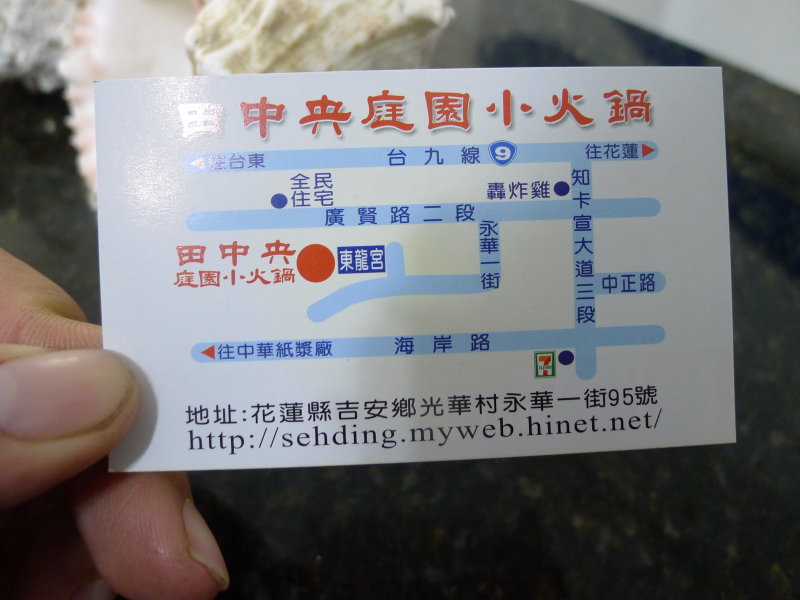 田中央庭園小火鍋
往台東 台九線 9 往花蓮
全民住宅
轟炸雞
知卡宣大道三段
廣賢路二段
永華一街
田中央
庭園小火鍋
東龍宮
中正路
往中華紙漿廠 海岸路
7
地址:花蓮縣吉安鄉光華村永華一街95號
http://sehding.myweb.hinet.net/